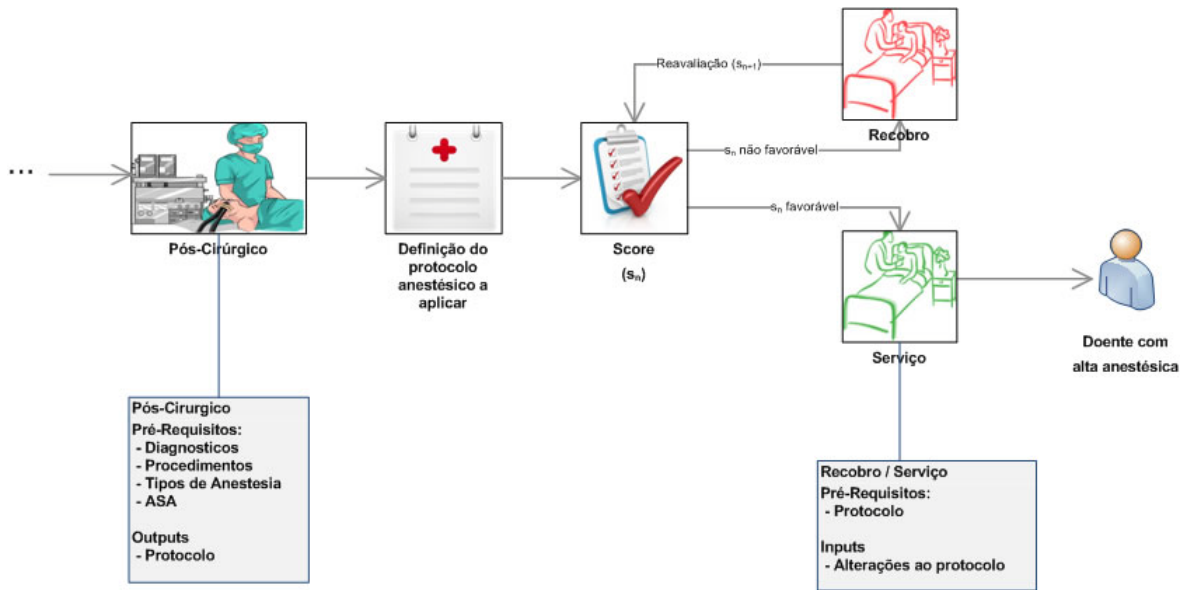 ...
Pós-Cirúrgico
Definição do
protocolo
anestésico a
aplicar
Score
(sn)
Reavaliação (sn+1)
sn não favorável
sn favorável
Recobro
Serviço
Doente com
alta anestésica
Pós-Cirurgico
Pré-Requisitos:
- Diagnosticos
- Procedimentos
- Tipos de Anestesia
- ASA
Outputs
- Protocolo
Recobro / Serviço
Pré-Requisitos:
- Protocolo
Inputs
- Alterações ao protocolo